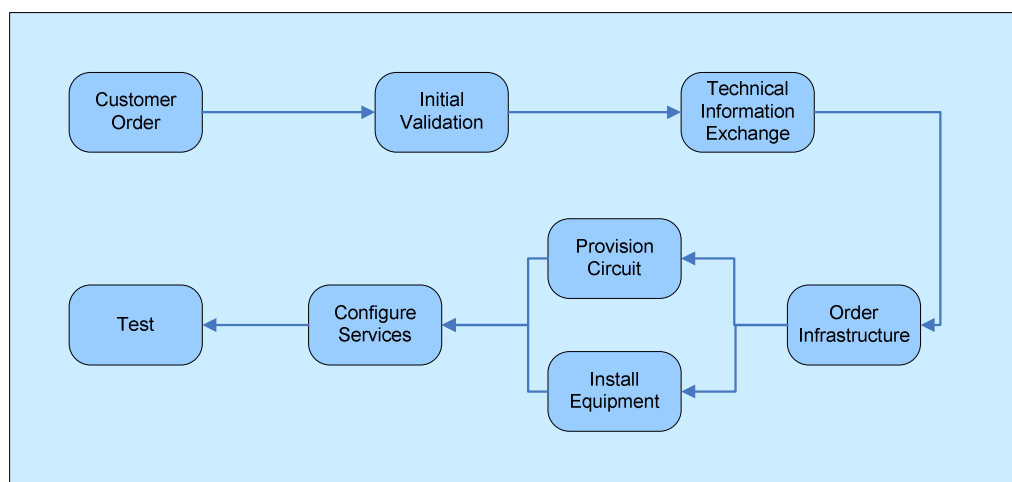 Customer
Order
Initial
Validation
Technical
Information
Exchange
Provision
Circuit
Order
Infrastructure
Install
Equipment
Configure
Services
Test